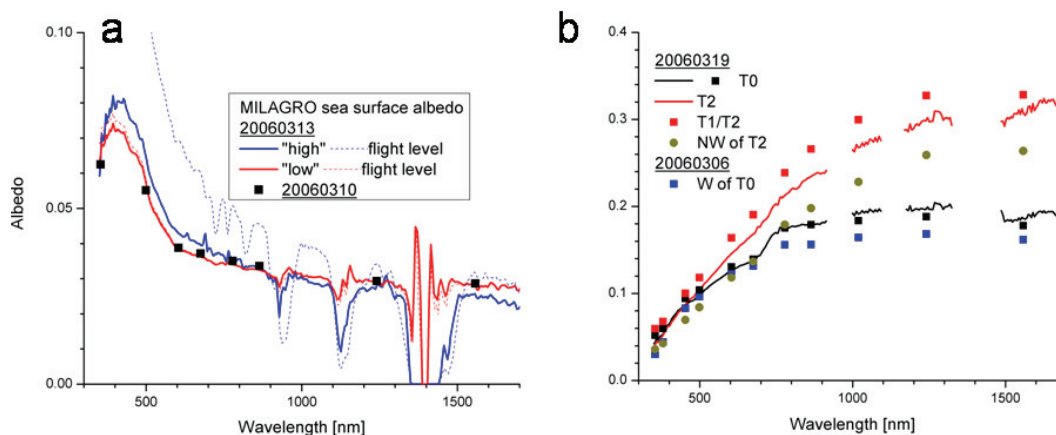 a
0.10
0.05
0.00
Albedo
MILAGRO sea surface albedo
20060313
"high" flight level
"low" flight level
20060310
500 1000 1500
Wavelength [nm]
b
0.4
0.3
0.2
0.1
0.0
20060319
T0
T2
T1/T2
NW of T2
20060306
W of T0
500 1000 1500
Wavelength [nm]